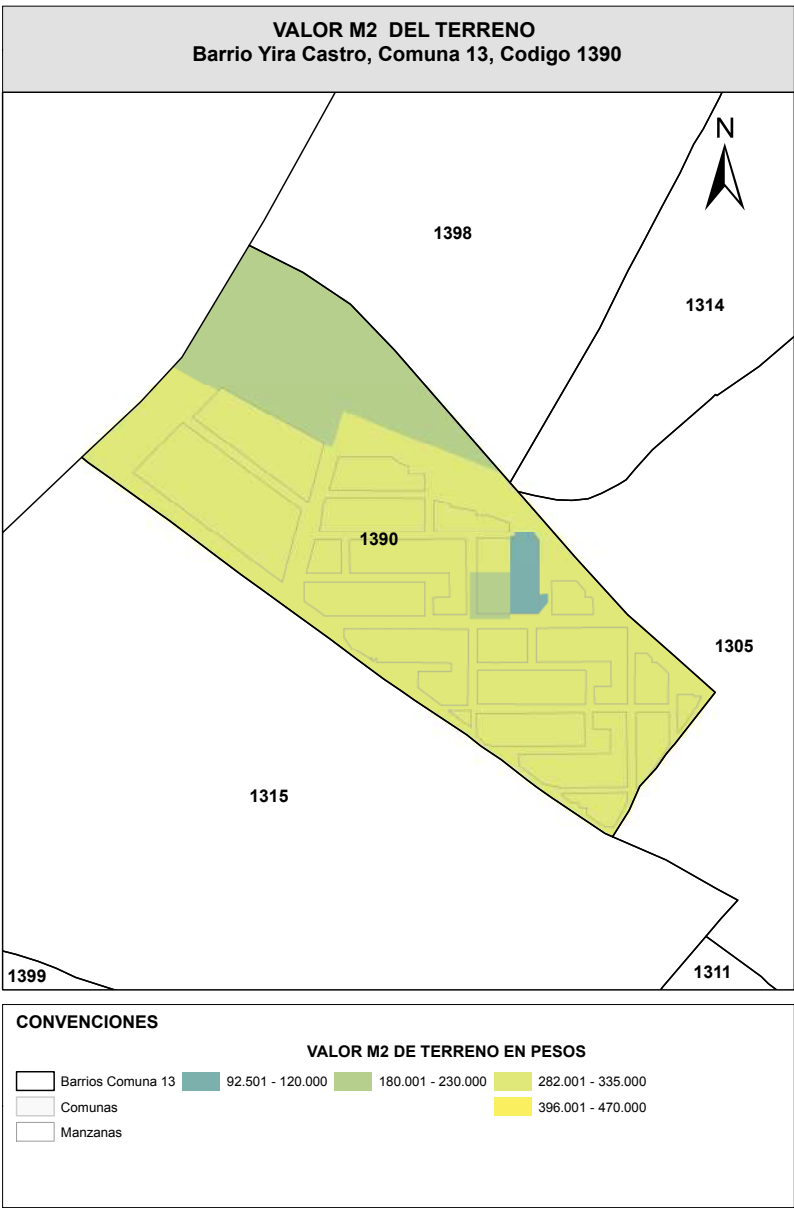 VALOR M2 DEL TERRENO
Barrio Yira Castro, Comuna 13, Codigo 1390
N
1398
1314
1390
1305
1315
1399
1311
CONVENCIONES
VALOR M2 DE TERRENO EN PESOS
Barrios Comuna 13
92.501 - 120.000
180.001 - 230.000
282.001 - 335.000
Comunas
396.001 - 470.000
Manzanas